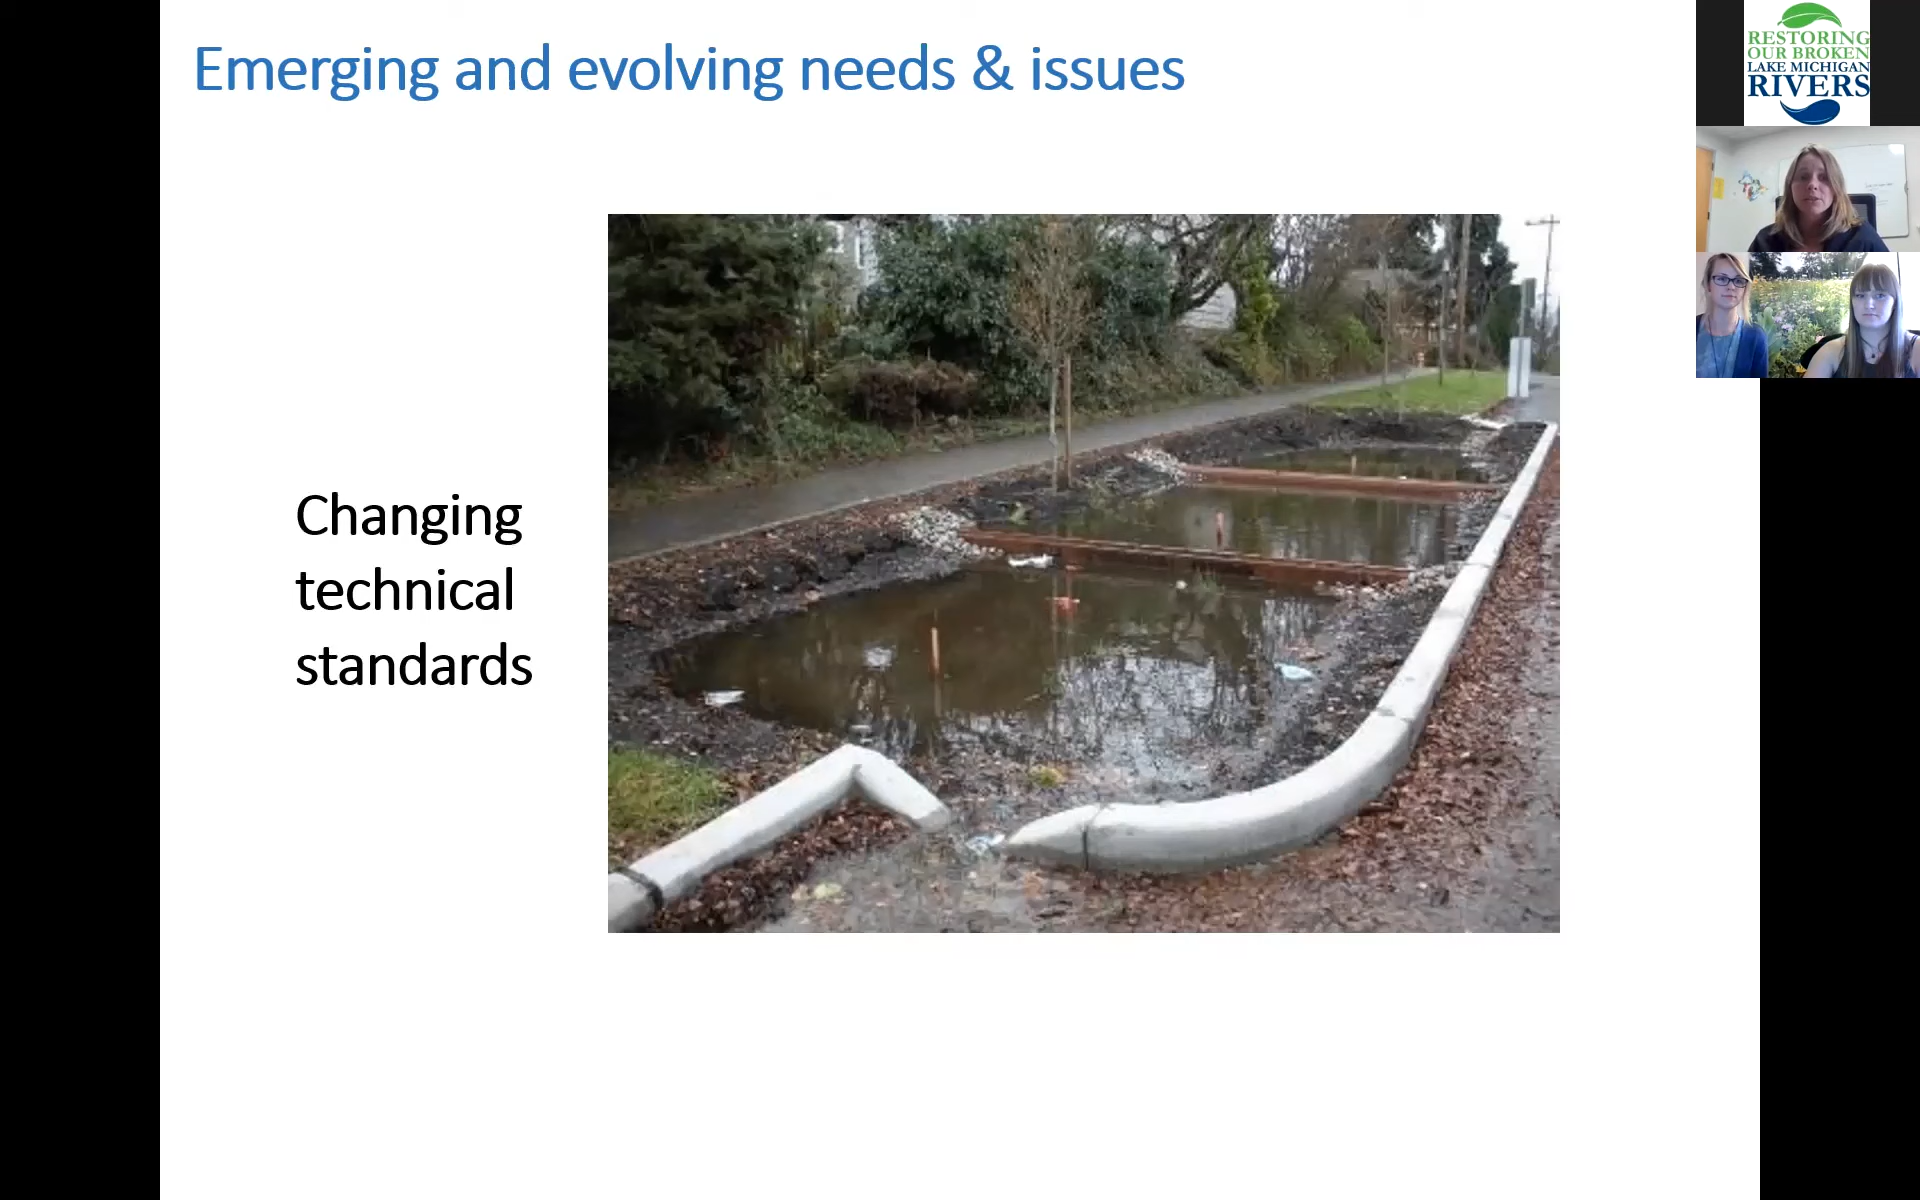 Emerging and evolving needs & issues
RESTORING
OUR BROKEN
LAKE MICHIGAN
RIVERS
Changing
technical
standards